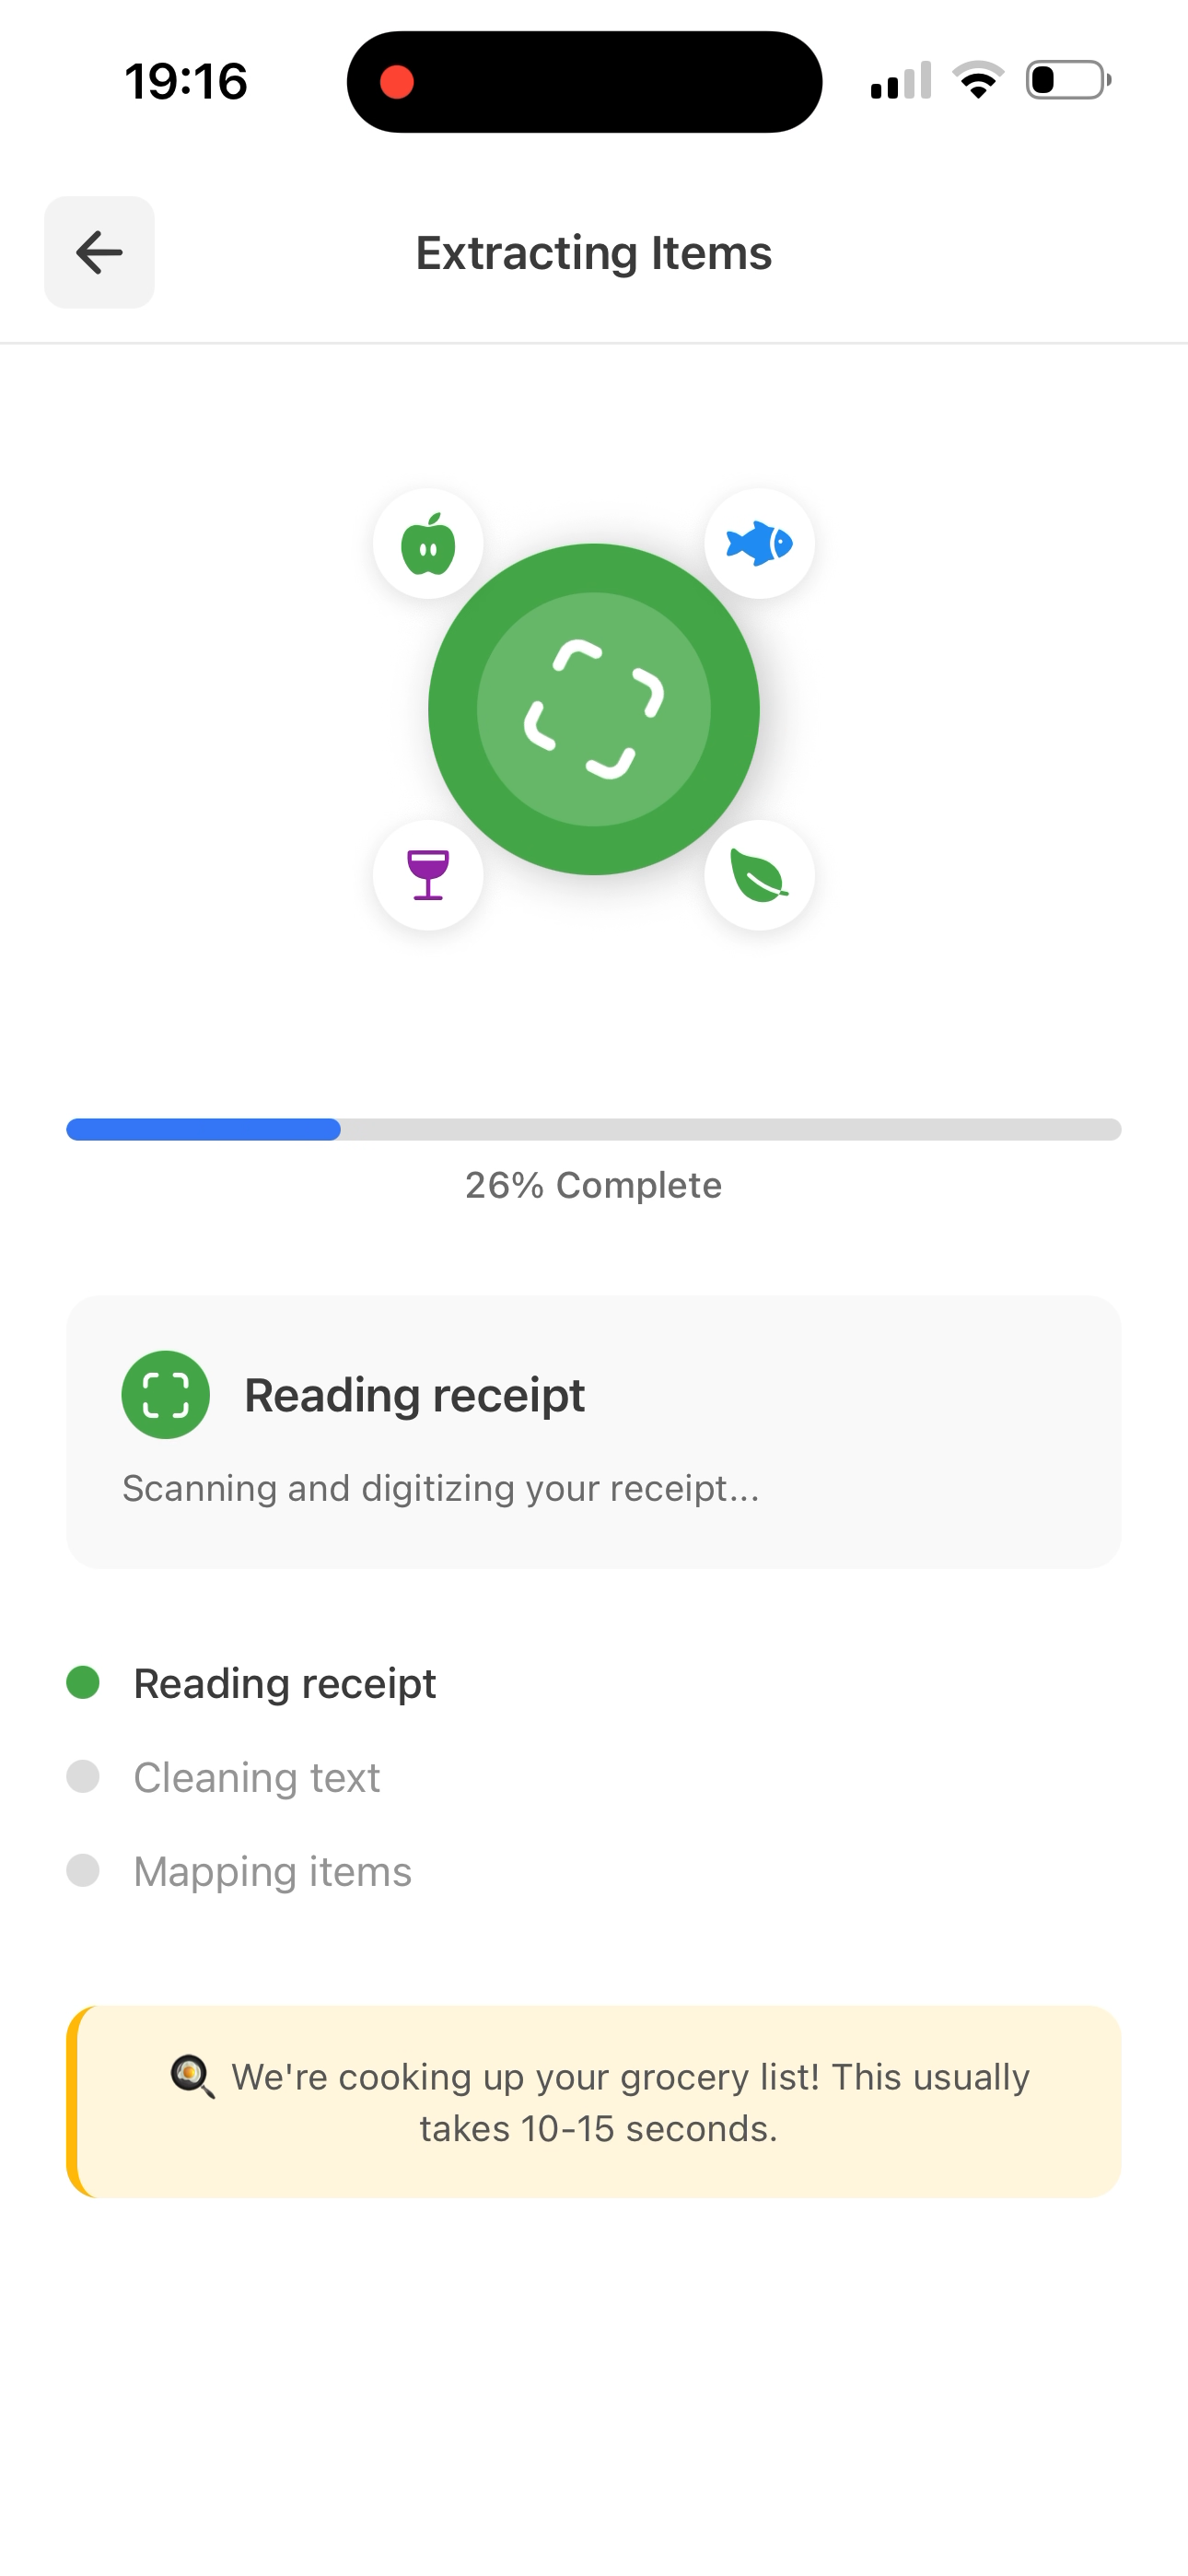 19:16
Extracting Items
26% Complete
Reading receipt
Scanning and digitizing your receipt...
Reading receipt
Cleaning text
Mapping items
🍳 We're cooking up your grocery list! This usually
takes 10-15 seconds.